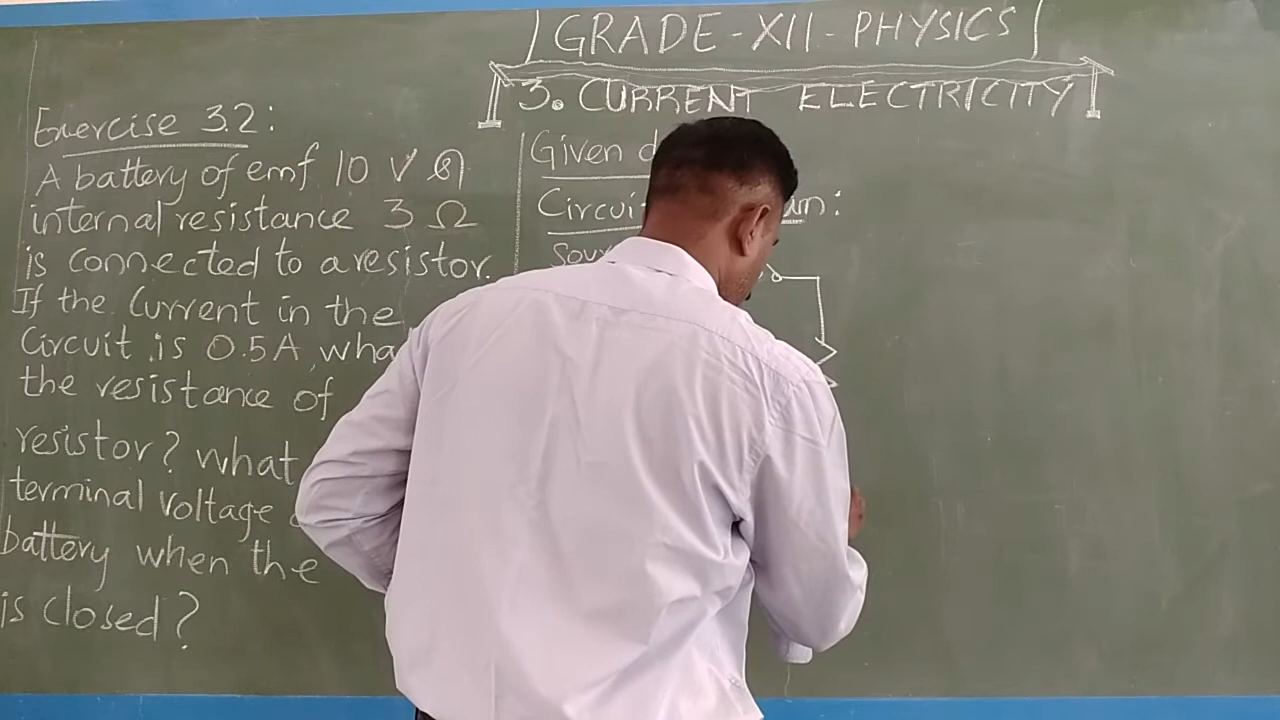 GRADE-XII-PHYSICS
3. CURRENT ELECTRICITY
Exercise 3.2:
A battery of emf 10 V &
internal resistance 3 Ω
is connected to a resistor.
If the Current in the
Circuit is 0.5A, wha
the resistance of
resistor? what
terminal voltage
battery when the
is closed?
Given d
Circui